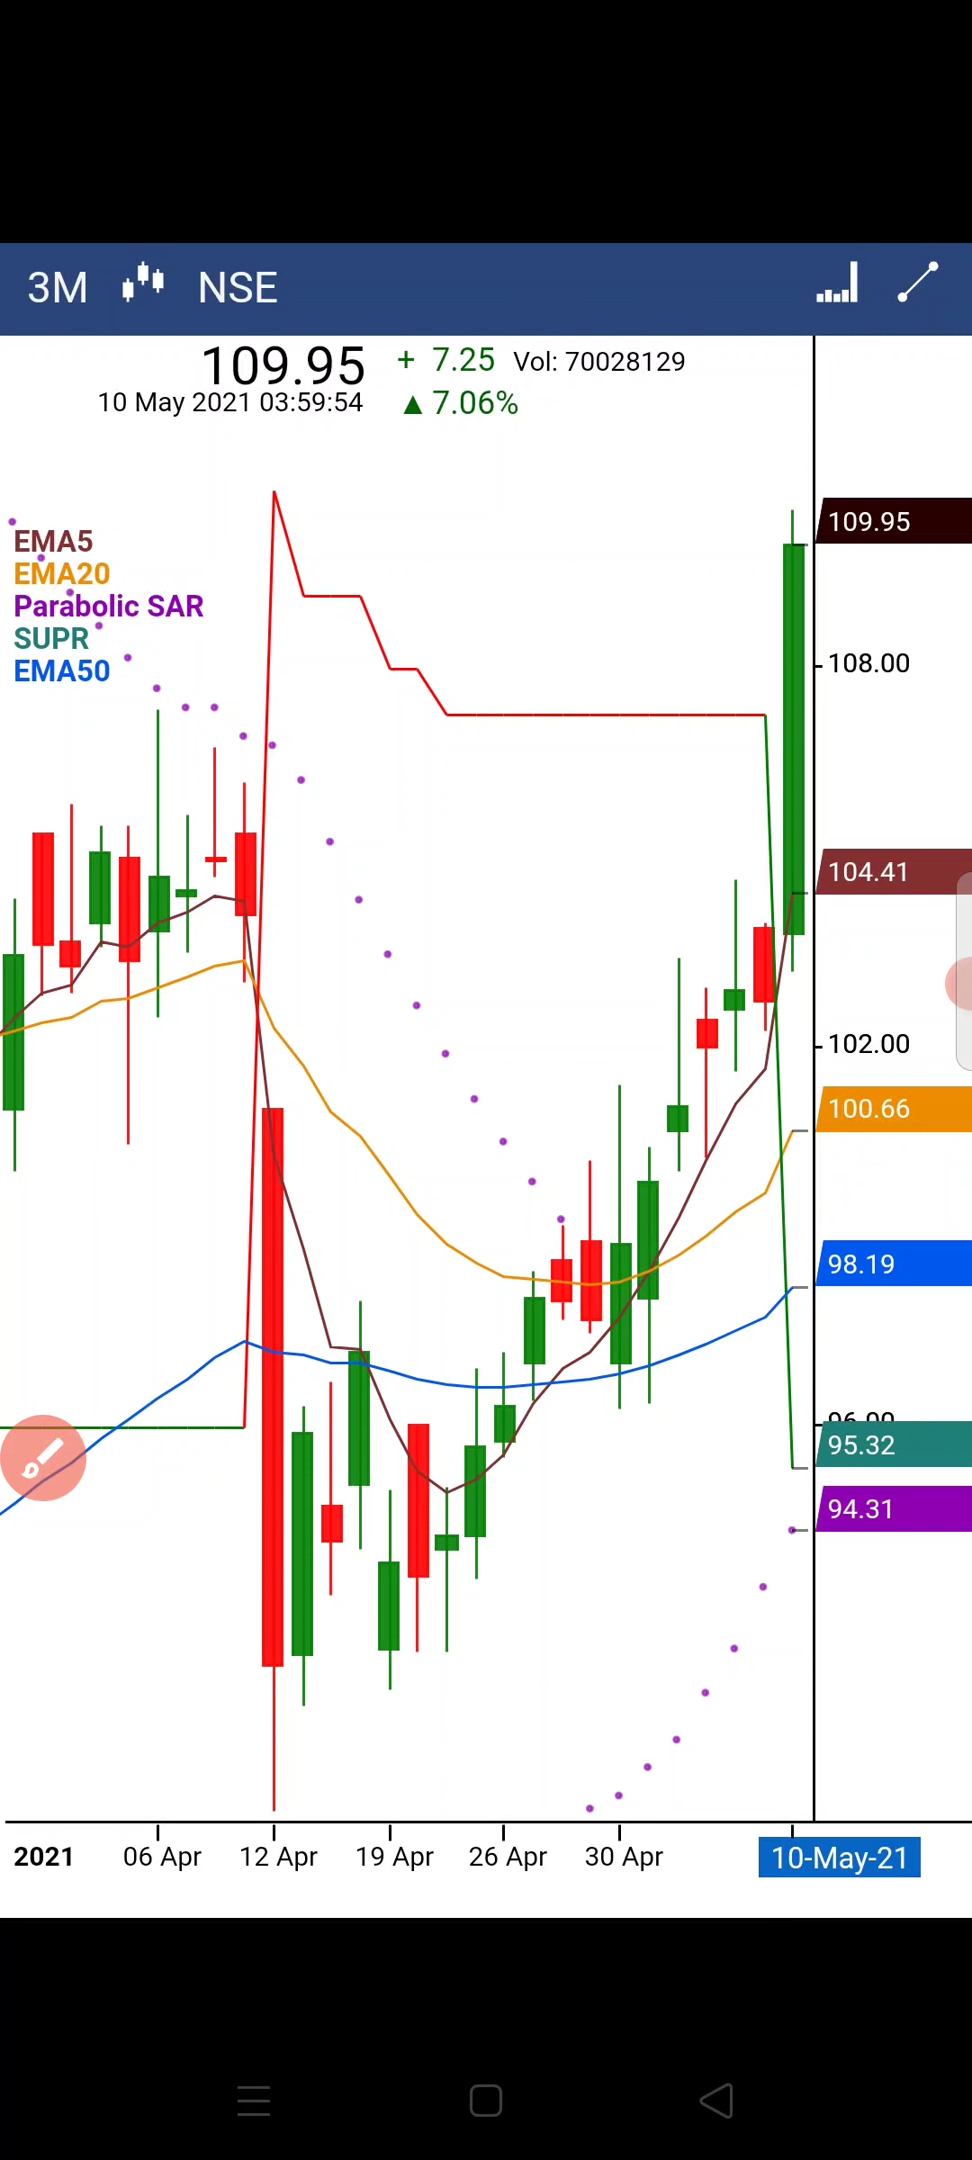 3M NSE
109.95 + 7.25 Vol: 70028129
10 May 2021 03:59:54 ▲ 7.06%
109.95
EMA5
EMA20
Parabolic SAR
SUPR
EMA50
108.00
104.41
102.00
100.66
98.19
96.00
95.32
94.31
2021 06 Apr 12 Apr 19 Apr 26 Apr 30 Apr 10-May-21